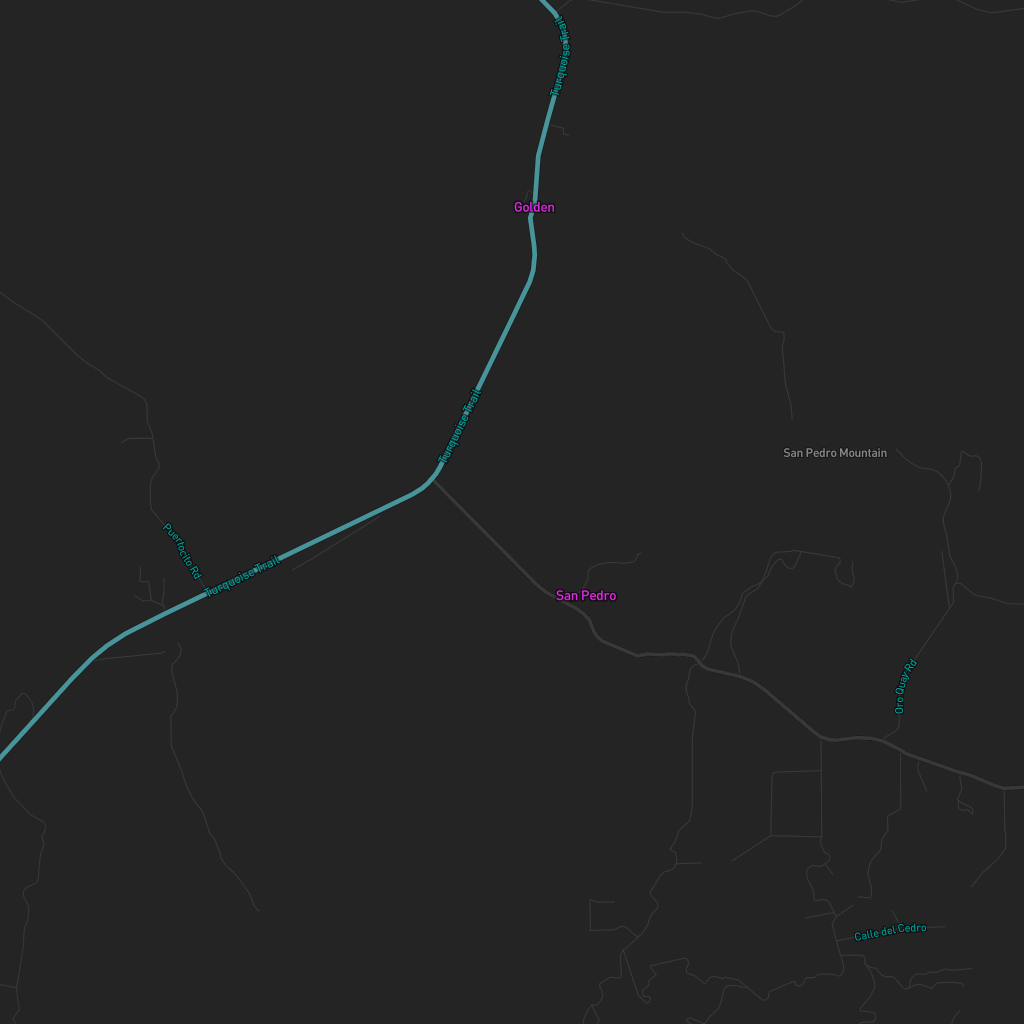 Turquoise Trail
Golden
Turquoise Trail
San Pedro Mountain
Puertocito Rd
Turquoise Trail
San Pedro
Oro Quay Rd
Calle del Cedro